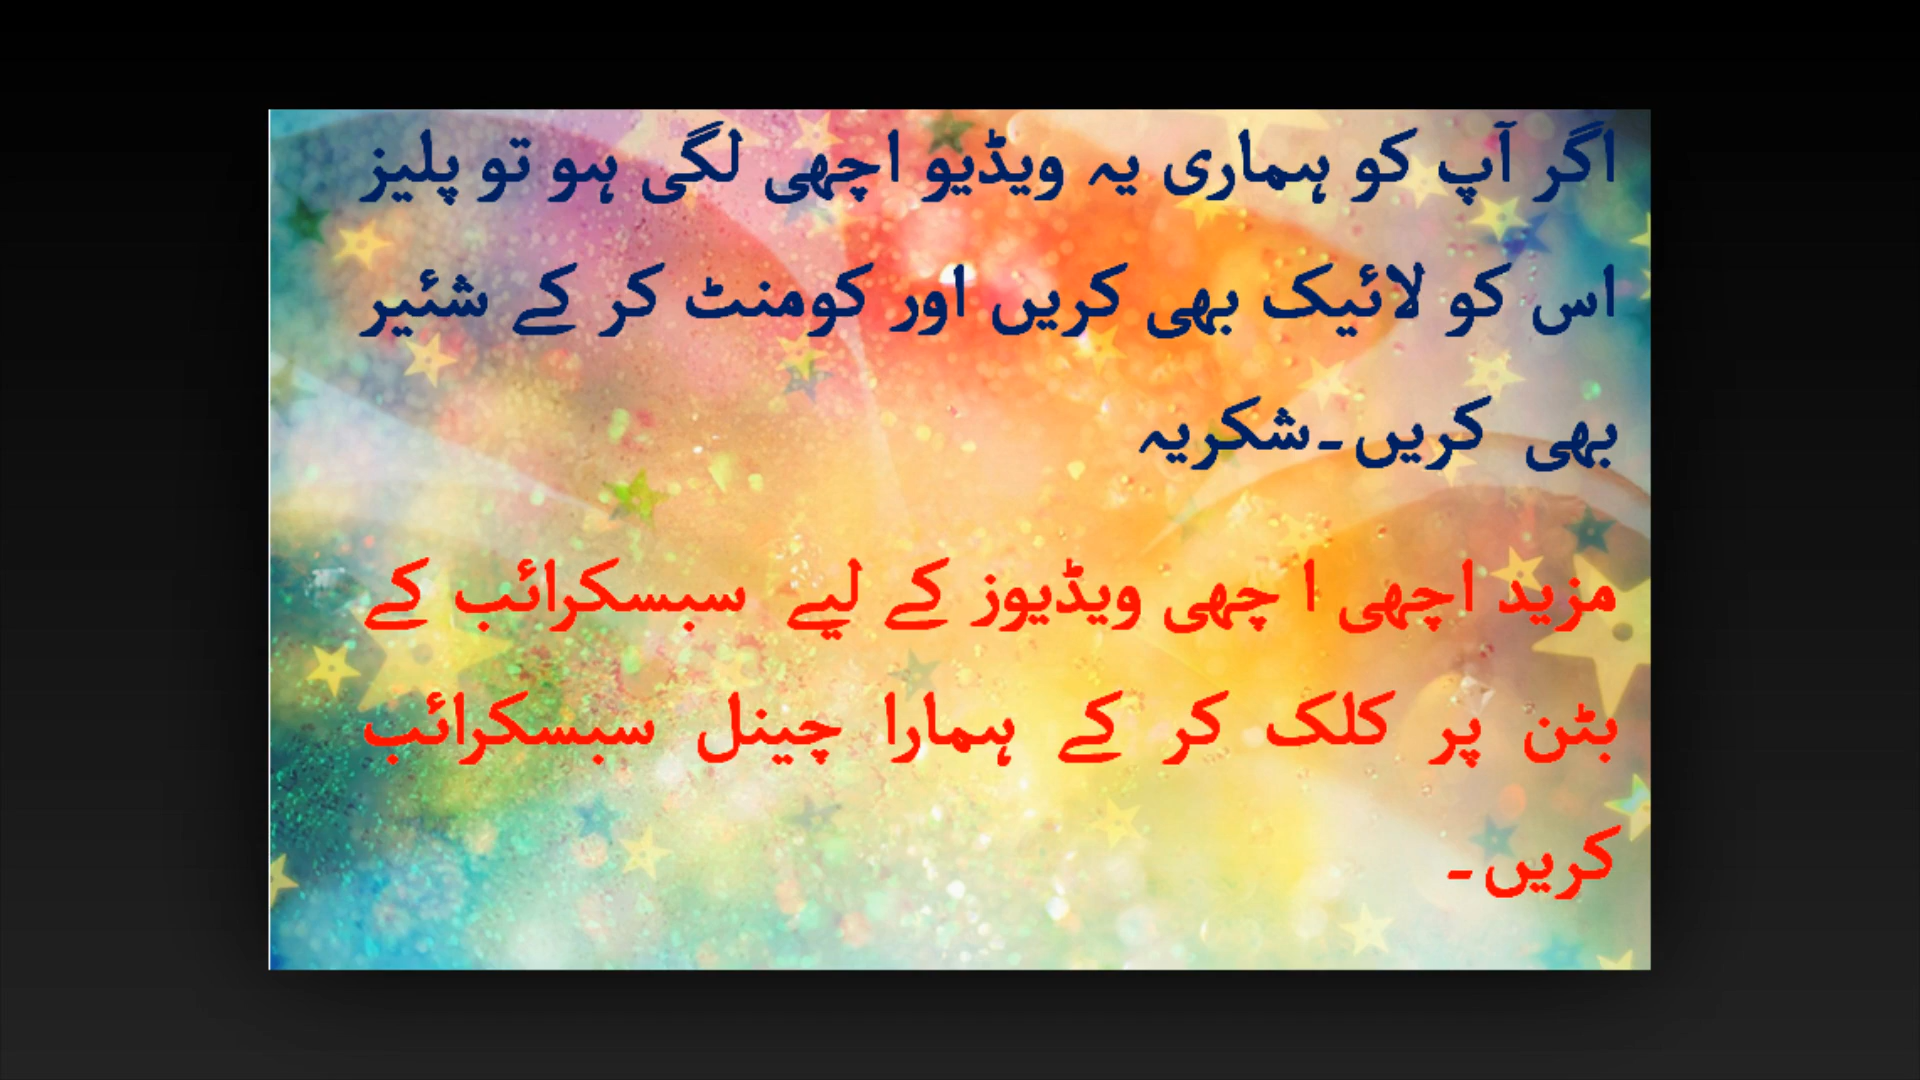 اگر آپ کو ہماری یہ ویڈیو اچھی لگی ہو تو پلیز
اس کو لائیک بھی کریں اور کومنٹ کر کے شئیر
بھی کریں۔شکریہ
مزید اچھی ا چھی ویڈیوز کے لیے سبسکرائب کے
بٹن پر کلک کر کے ہمارا چینل سبسکرائب
کریں۔